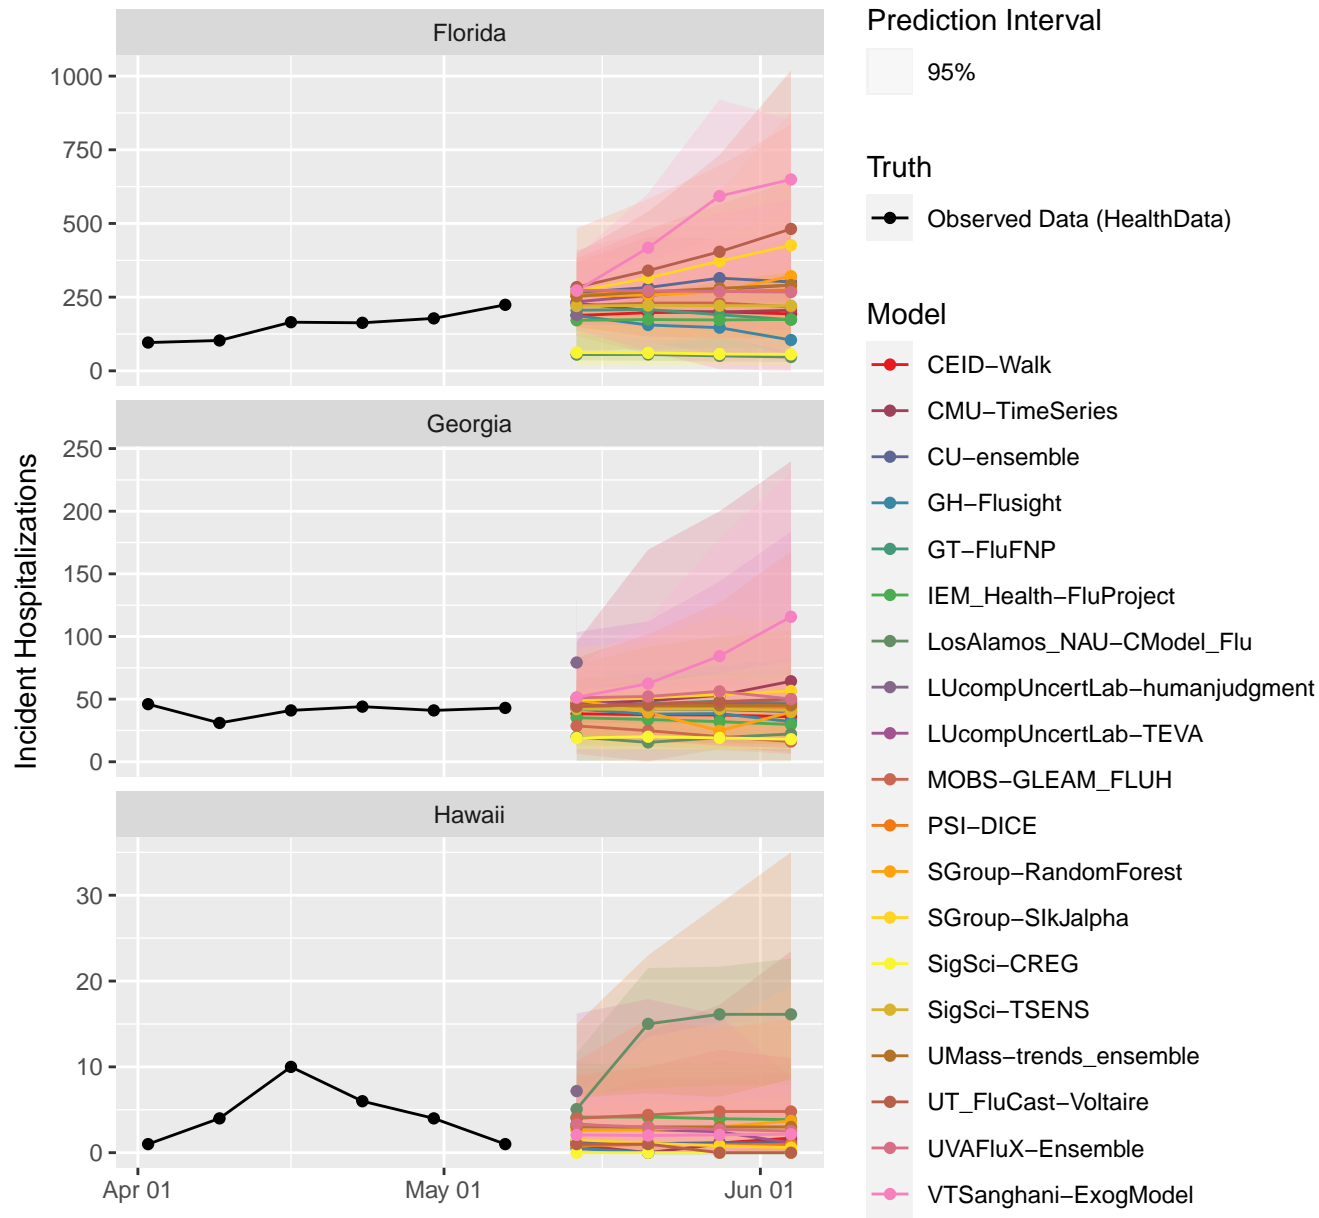 Florida
1000
750
500
250
0
Georgia
250
200
150
100
50
0
Hawaii
30
20
10
0
Apr 01
May 01
Jun 01
Incident Hospitalizations
Prediction Interval
95%
Truth
Observed Data (HealthData)
Model
CEID−Walk
CMU−TimeSeries
CU−ensemble
GH−Flusight
GT−FluFNP
IEM_Health−FluProject
LosAlamos_NAU−CModel_Flu
LUcompUncertLab−humanjudgment
LUcompUncertLab−TEVA
MOBS−GLEAM_FLUH
PSI−DICE
SGroup−RandomForest
SGroup−SIkJalpha
SigSci−CREG
SigSci−TSENS
UMass−trends_ensemble
UT_FluCast−Voltaire
UVAFluX−Ensemble
VTSanghani−ExogModel